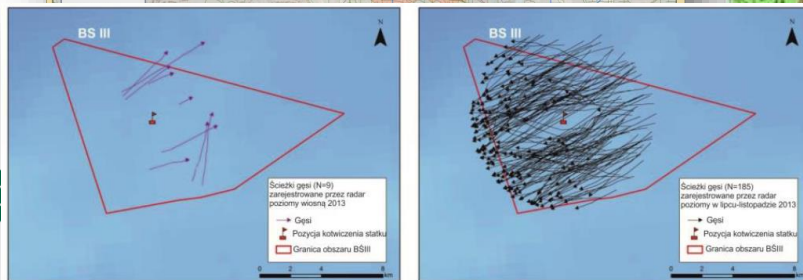 BS III
N
Ścieżki gęsi (N=9)
zarejestrowane przez radar
poziomy wiosną 2013
Gęsi
Pozycja kotwiczenia statku
Granica obszaru BŚIII
0 2 4 8
km
BS III
N
Ścieżki gęsi (N=185)
zarejestrowane przez radar
poziomy w lipcu-listopadzie 2013
Gęsi
Pozycja kotwiczenia statku
Granica obszaru BŚIII
0 2 4 8
km